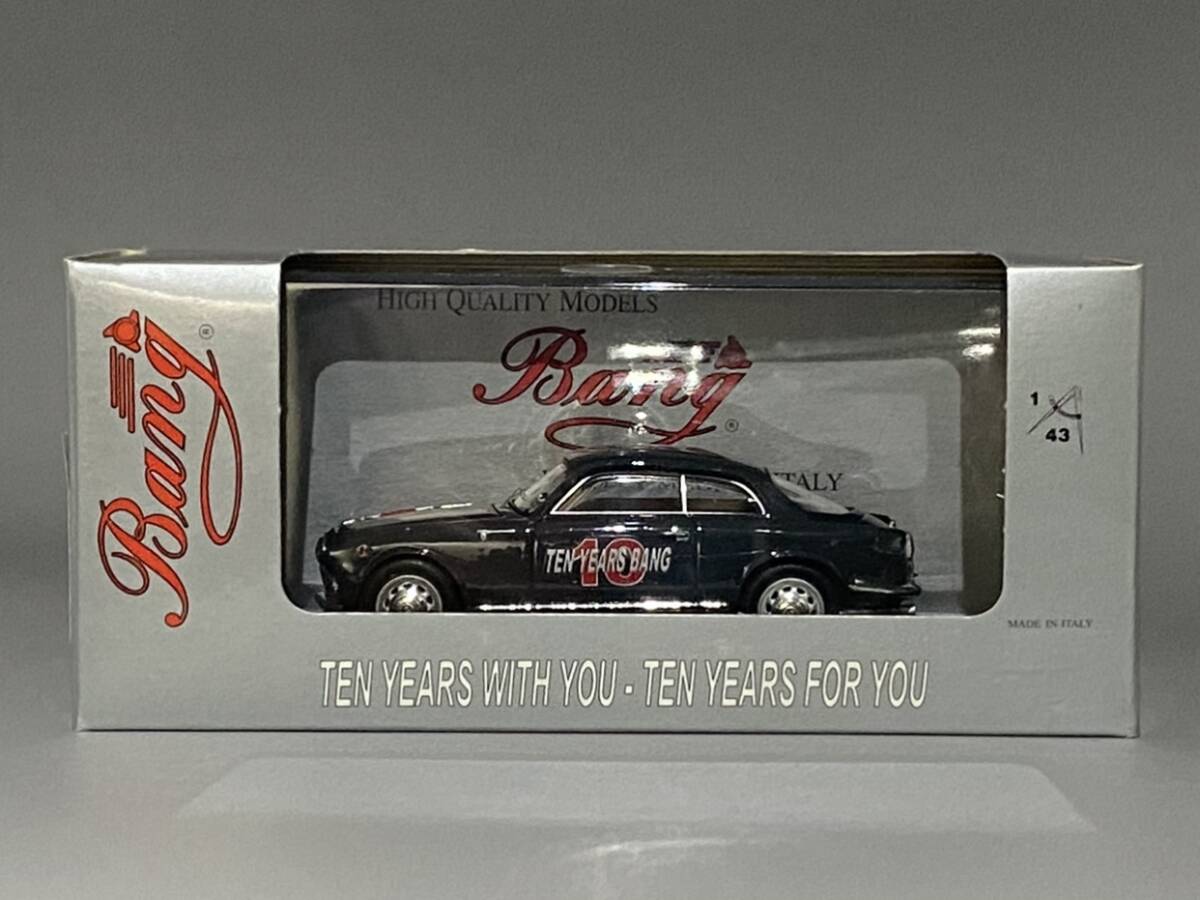 Bang ®
HIGH QUALITY MODELS
Bang ®
ITALY
1
43
TEN YEARS BANG
10
MADE IN ITALY
TEN YEARS WITH YOU - TEN YEARS FOR YOU